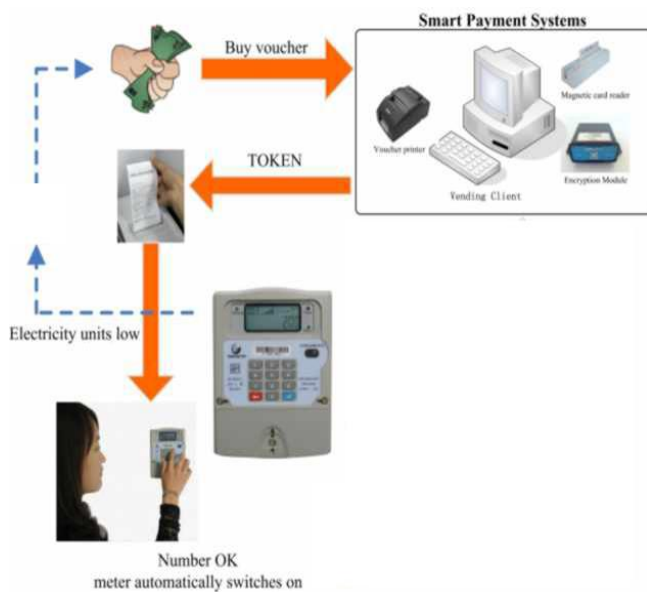 Smart Payment Systems
Buy voucher
Magnetic card reader
Voucher printer
TOKEN
Encryption Module
Vending Client
Electricity units low
Number OK
meter automatically switches on